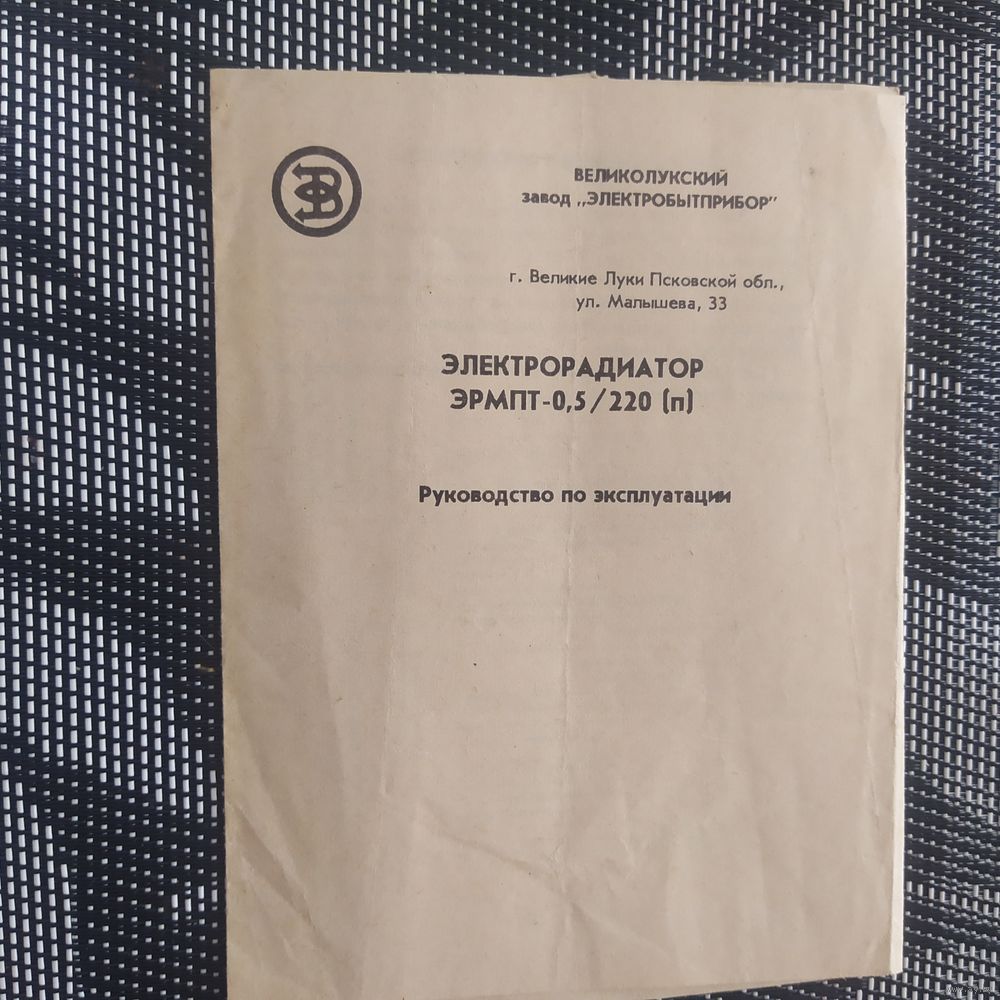 ВЕЛИКОЛУКСКИЙ
завод „ЭЛЕКТРОБЫТПРИБОР"
г. Великие Луки Псковской обл.,
ул. Малышева, 33
ЭЛЕКТРОРАДИАТОР
ЭРМПТ-0,5/220 (п)
Руководство по эксплуатации